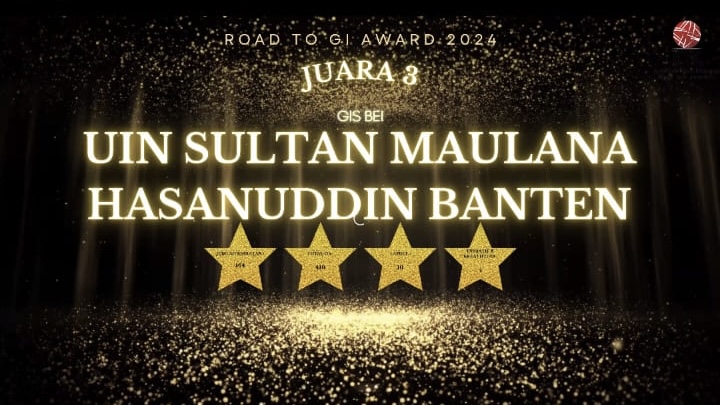 ROAD TO GI AWARD 2024
JUARA 3
GIS BEI
UIN SULTAN MAULANA
HASANUDDIN BANTEN